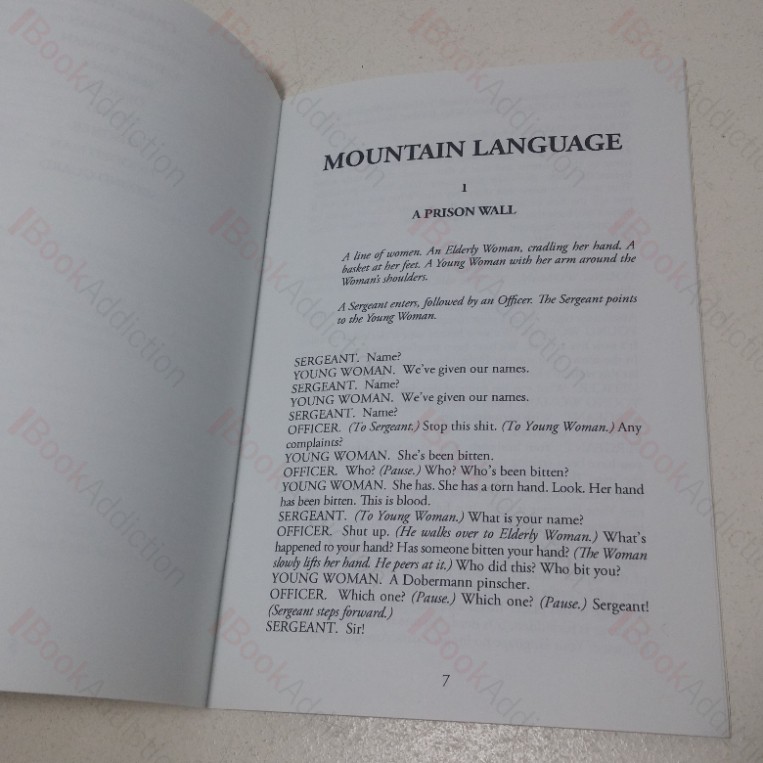 MOUNTAIN LANGUAGE
I
A PRISON WALL
A line of women. An Elderly Woman, cradling her hand. A
basket at her feet. A Young Woman with her arm around the
Woman's shoulders.
A Sergeant enters, followed by an Officer. The Sergeant points
to the Young Woman.
SERGEANT. Name?
YOUNG WOMAN. We've given our names.
SERGEANT. Name?
YOUNG WOMAN. We've given our names.
SERGEANT. Name?
OFFICER. (To Sergeant.) Stop this shit. (To Young Woman.) Any
complaints?
YOUNG WOMAN. She's been bitten.
OFFICER. Who? (Pause.) Who? Who's been bitten?
YOUNG WOMAN. She has. She has a torn hand. Look. Her hand
has been bitten. This is blood.
SERGEANT. (To Young Woman.) What is your name?
OFFICER. Shut up. (He walks over to Elderly Woman.) What's
happened to your hand? Has someone bitten your hand? (The Woman
slowly lifts her hand. He peers at it.) Who did this? Who bit you?
YOUNG WOMAN. A Dobermann pinscher.
OFFICER. Which one? (Pause.) Which one? (Pause.) Sergeant!
(Sergeant steps forward.)
SERGEANT. Sir!
7
BookAddiction